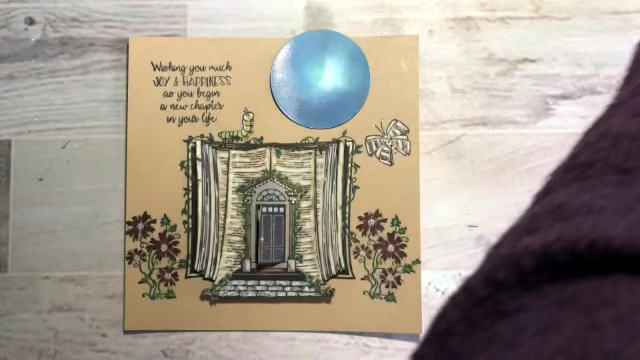 Wishing you much
JOY & HAPPINESS
as you begin
a new chapter
in your life.